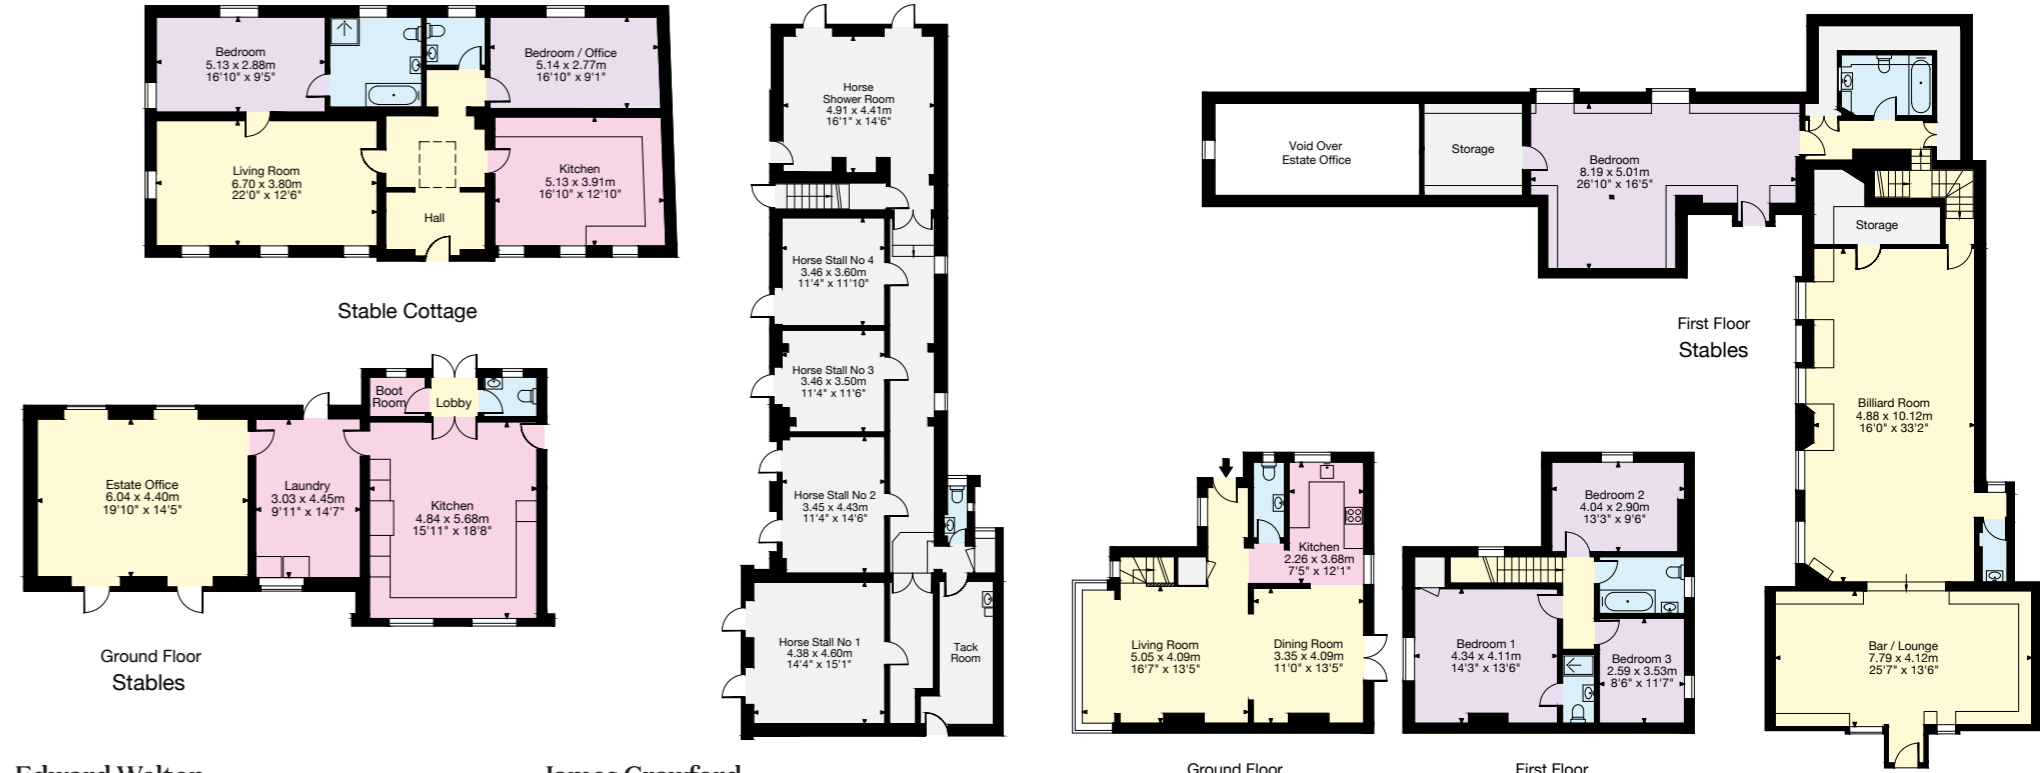 Bedroom
5.13 x 2.88m
16'10" x 9'5"
Bedroom / Office
5.14 x 2.77m
16'10" x 9'1"
Living Room
6.70 x 3.80m
22'0" x 12'6"
Kitchen
5.13 x 3.91m
16'10" x 12'10"
Hall
Stable Cottage
Boot
Room
Lobby
Estate Office
6.04 x 4.40m
19'10" x 14'5"
Laundry
3.03 x 4.45m
9'11" x 14'7"
Kitchen
4.84 x 5.68m
15'11" x 18'8"
Ground Floor
Stables
Horse
Shower Room
4.91 x 4.41m
16'1" x 14'6"
Horse Stall No 4
3.46 x 3.60m
11'4" x 11'10"
Horse Stall No 3
3.46 x 3.50m
11'4" x 11'6"
Horse Stall No 2
3.45 x 4.43m
11'4" x 14'6"
Horse Stall No 1
4.38 x 4.60m
14'4" x 15'1"
Tack
Room
Void Over
Estate Office
Storage
Bedroom
8.19 x 5.01m
26'10" x 16'5"
Storage
First Floor
Stables
Billiard Room
4.88 x 10.12m
16'0" x 33'2"
Bar / Lounge
7.79 x 4.12m
25'7" x 13'6"
Kitchen
2.26 x 3.68m
7'5" x 12'1"
Living Room
5.05 x 4.09m
16'7" x 13'5"
Dining Room
3.35 x 4.09m
11'0" x 13'5"
Ground Floor
Bedroom 2
4.04 x 2.90m
13'3" x 9'6"
Bedroom 1
4.34 x 4.11m
14'3" x 13'6"
Bedroom 3
2.59 x 3.53m
8'6" x 11'7"
First Floor
Edward Welton
James Crawford